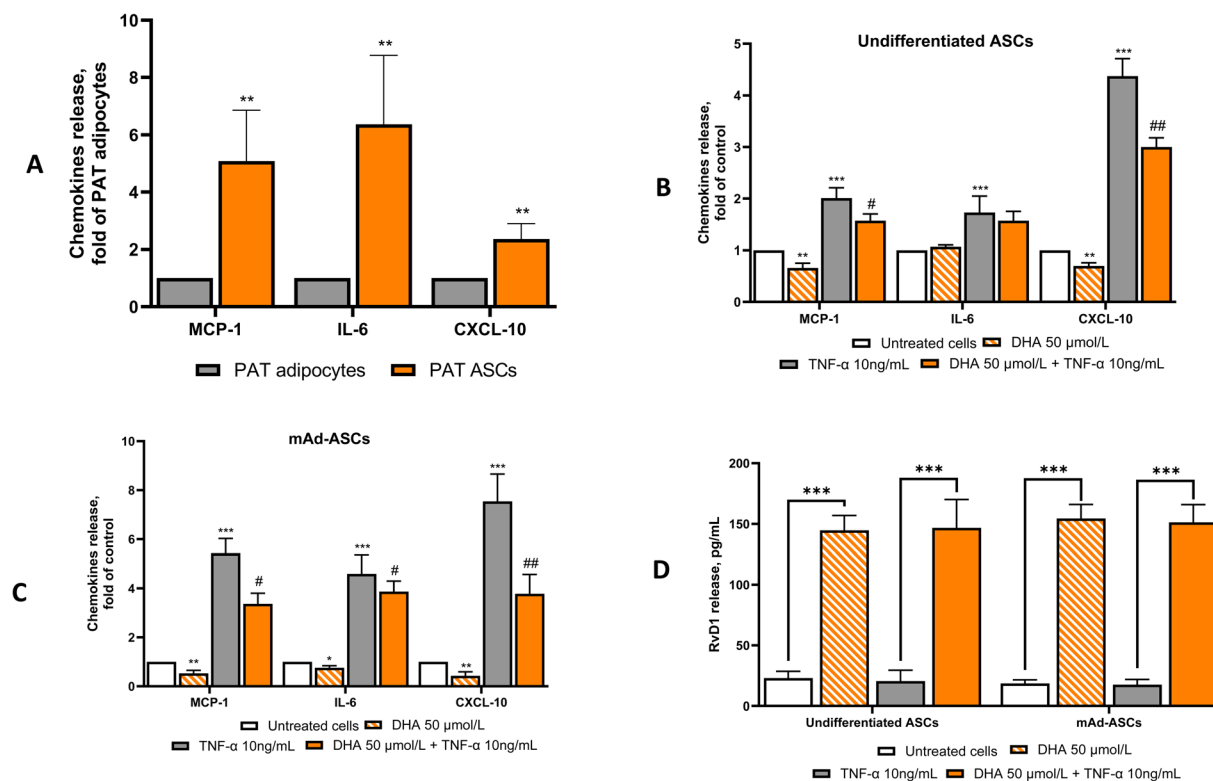 A
Chemokines release,
fold of PAT adipocytes
10
8
6
4
2
0
**
**
**
MCP-1 IL-6 CXCL-10
PAT adipocytes PAT ASCs
B
Undifferentiated ASCs
Chemokines release,
fold of control
5
4
3
2
1
0
** *** # *** ** *** ##
MCP-1 IL-6 CXCL-10
Untreated cells DHA 50 µmol/L
TNF-α 10ng/mL DHA 50 µmol/L + TNF-α 10ng/mL
C
mAd-ASCs
Chemokines release,
fold of control
10
8
6
4
2
0
** *** # * *** # ** *** ##
MCP-1 IL-6 CXCL-10
Untreated cells DHA 50 µmol/L
TNF-α 10ng/mL DHA 50 µmol/L + TNF-α 10ng/mL
D
RvD1 release, pg/mL
200
150
100
50
0
*** *** *** ***
Undifferentiated ASCs mAd-ASCs
Untreated cells DHA 50 µmol/L
TNF-α 10ng/mL DHA 50 µmol/L + TNF-α 10ng/mL